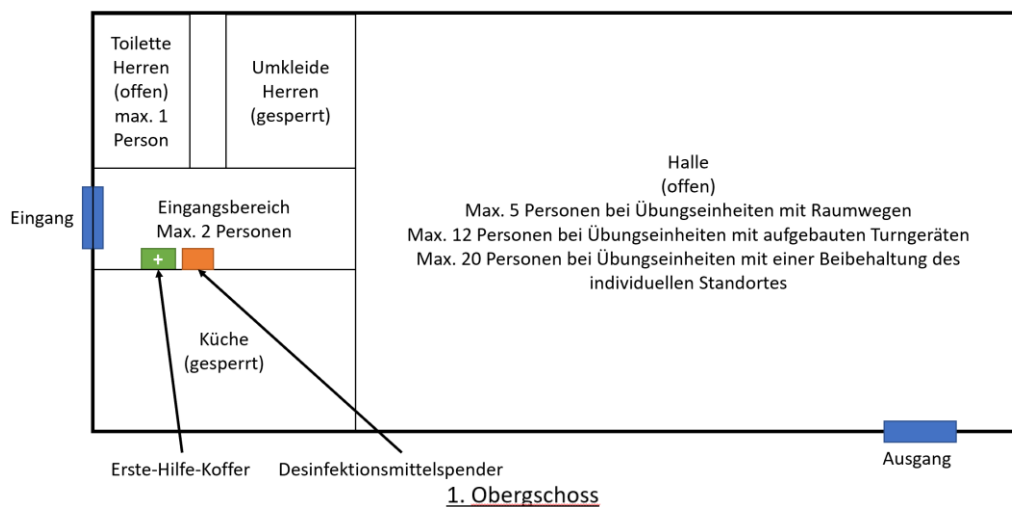 Toilette
Herren
(offen)
max. 1
Person
Umkleide
Herren
(gesperrt)
Halle
(offen)
Max. 5 Personen bei Übungseinheiten mit Raumwegen
Max. 12 Personen bei Übungseinheiten mit aufgebauten Turngeräten
Max. 20 Personen bei Übungseinheiten mit einer Beibehaltung des
individuellen Standortes
Eingang
Eingangsbereich
Max. 2 Personen
+
Küche
(gesperrt)
Erste-Hilfe-Koffer
Desinfektionsmittelspender
Ausgang
1. Obergschoss